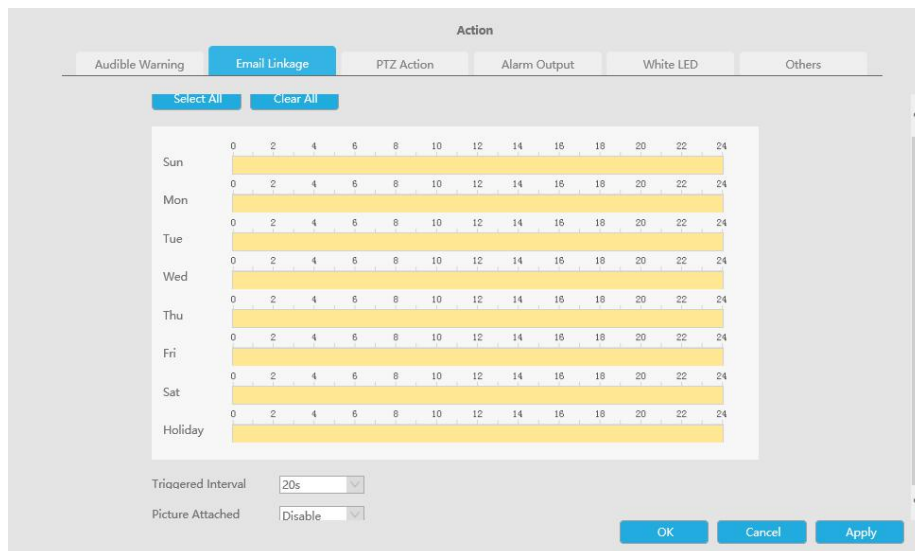 Action
Audible Warning Email Linkage PTZ Action Alarm Output White LED Others
Select All Clear All
0 2 4 6 8 10 12 14 16 18 20 22 24
Sun
0 2 4 6 8 10 12 14 16 18 20 22 24
Mon
0 2 4 6 8 10 12 14 16 18 20 22 24
Tue
0 2 4 6 8 10 12 14 16 18 20 22 24
Wed
0 2 4 6 8 10 12 14 16 18 20 22 24
Thu
0 2 4 6 8 10 12 14 16 18 20 22 24
Fri
0 2 4 6 8 10 12 14 16 18 20 22 24
Sat
0 2 4 6 8 10 12 14 16 18 20 22 24
Holiday
Triggered Interval 20s
Picture Attached Disable
OK Cancel Apply